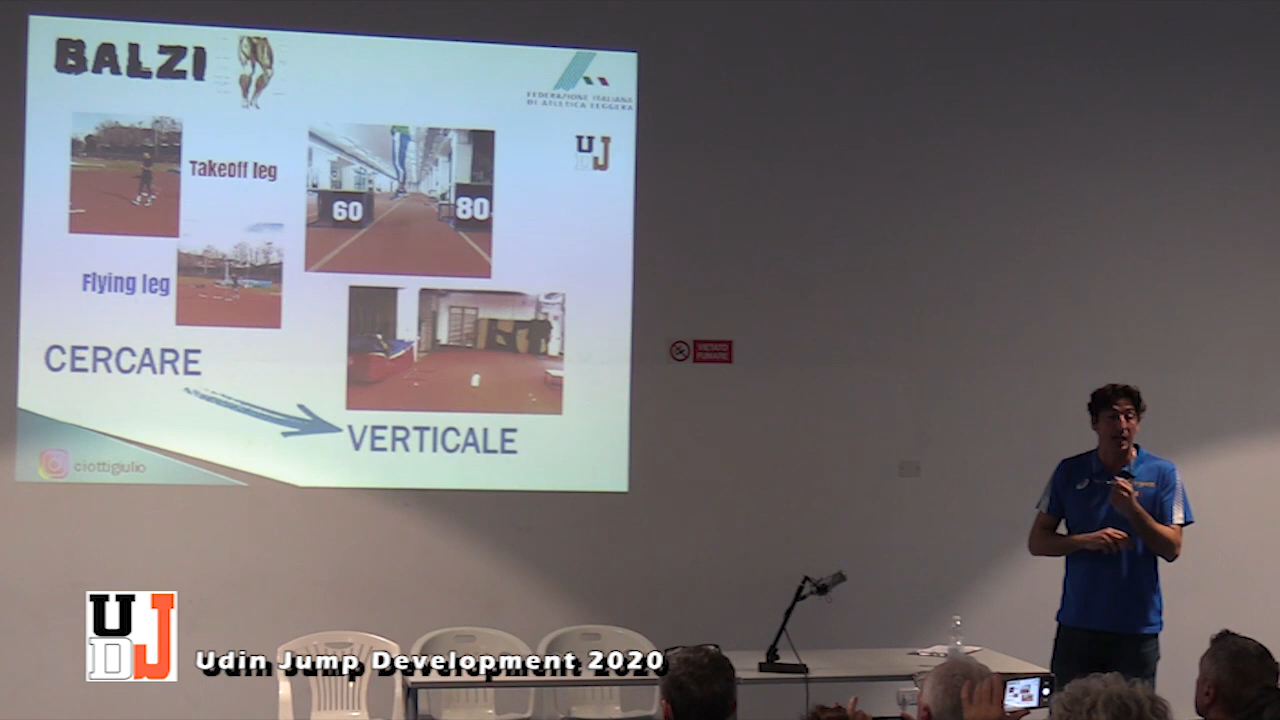 BALZI
FEDERAZIONE ITALIANA
DI ATLETICA LEGGERA
UDJ
Takeoff leg
60
80
Flying leg
CERCARE
VERTICALE
ciottigiulio
VIETATO
FUMARE
UDJ
Udin Jump Development 2020